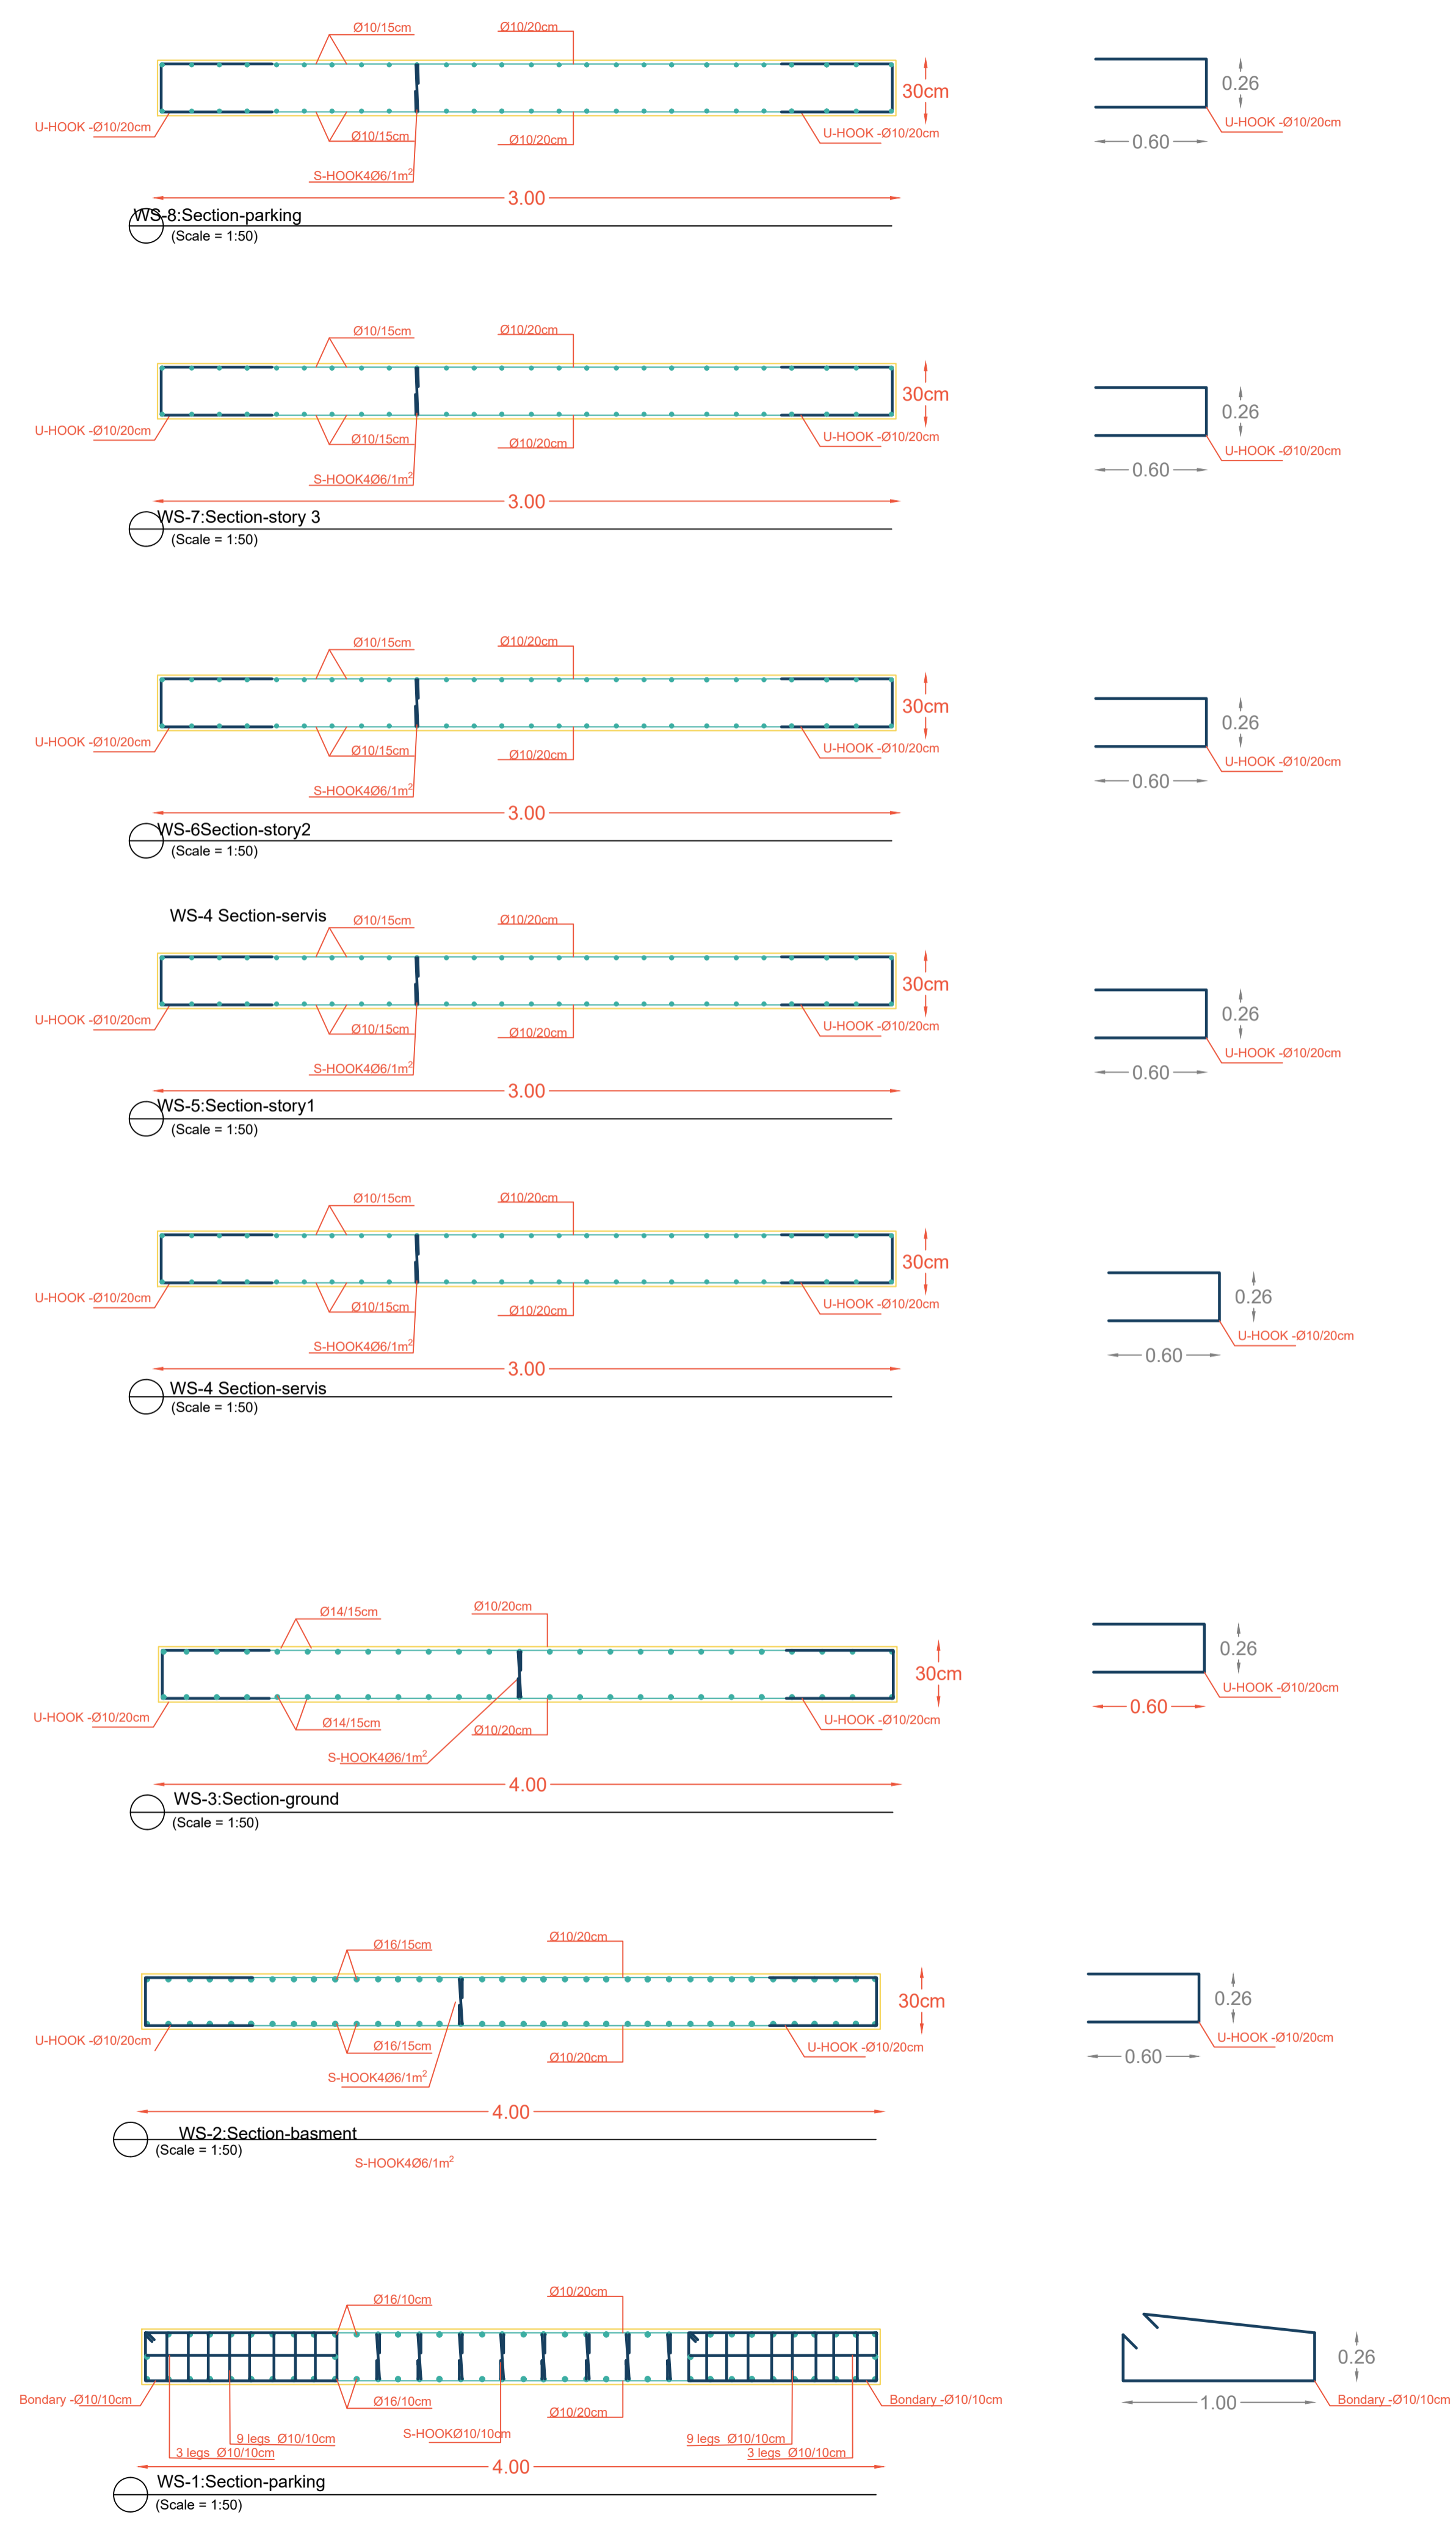 Ø10/15cm
Ø10/20cm
30cm
0.26
U-HOOK -Ø10/20cm
Ø10/15cm
Ø10/20cm
U-HOOK -Ø10/20cm
U-HOOK -Ø10/20cm
0.60
S-HOOK4Ø6/1m²
3.00
WS-8:Section-parking
(Scale = 1:50)
Ø10/15cm
Ø10/20cm
30cm
0.26
U-HOOK -Ø10/20cm
Ø10/15cm
Ø10/20cm
U-HOOK -Ø10/20cm
U-HOOK -Ø10/20cm
0.60
S-HOOK4Ø6/1m²
3.00
WS-7:Section-story 3
(Scale = 1:50)
Ø10/15cm
Ø10/20cm
30cm
0.26
U-HOOK -Ø10/20cm
Ø10/15cm
Ø10/20cm
U-HOOK -Ø10/20cm
U-HOOK -Ø10/20cm
0.60
S-HOOK4Ø6/1m²
3.00
WS-6Section-story2
(Scale = 1:50)
WS-4 Section-servis
Ø10/15cm
Ø10/20cm
30cm
0.26
U-HOOK -Ø10/20cm
Ø10/15cm
Ø10/20cm
U-HOOK -Ø10/20cm
U-HOOK -Ø10/20cm
0.60
S-HOOK4Ø6/1m²
3.00
WS-5:Section-story1
(Scale = 1:50)
Ø10/15cm
Ø10/20cm
30cm
0.26
U-HOOK -Ø10/20cm
Ø10/15cm
Ø10/20cm
U-HOOK -Ø10/20cm
U-HOOK -Ø10/20cm
0.60
S-HOOK4Ø6/1m²
3.00
WS-4 Section-servis
(Scale = 1:50)
Ø14/15cm
Ø10/20cm
30cm
0.26
U-HOOK -Ø10/20cm
Ø14/15cm
Ø10/20cm
U-HOOK -Ø10/20cm
U-HOOK -Ø10/20cm
0.60
S-HOOK4Ø6/1m²
4.00
WS-3:Section-ground
(Scale = 1:50)
Ø16/15cm
Ø10/20cm
30cm
0.26
U-HOOK -Ø10/20cm
Ø16/15cm
Ø10/20cm
U-HOOK -Ø10/20cm
U-HOOK -Ø10/20cm
0.60
S-HOOK4Ø6/1m²
4.00
WS-2:Section-basment
(Scale = 1:50)
S-HOOK4Ø6/1m²
Ø16/10cm
Ø10/20cm
0.26
Bondary -Ø10/10cm
Ø16/10cm
Ø10/20cm
Bondary -Ø10/10cm
1.00
Bondary -Ø10/10cm
9 legs Ø10/10cm
S-HOOKØ10/10cm
9 legs Ø10/10cm
3 legs Ø10/10cm
3 legs Ø10/10cm
4.00
WS-1:Section-parking
(Scale = 1:50)